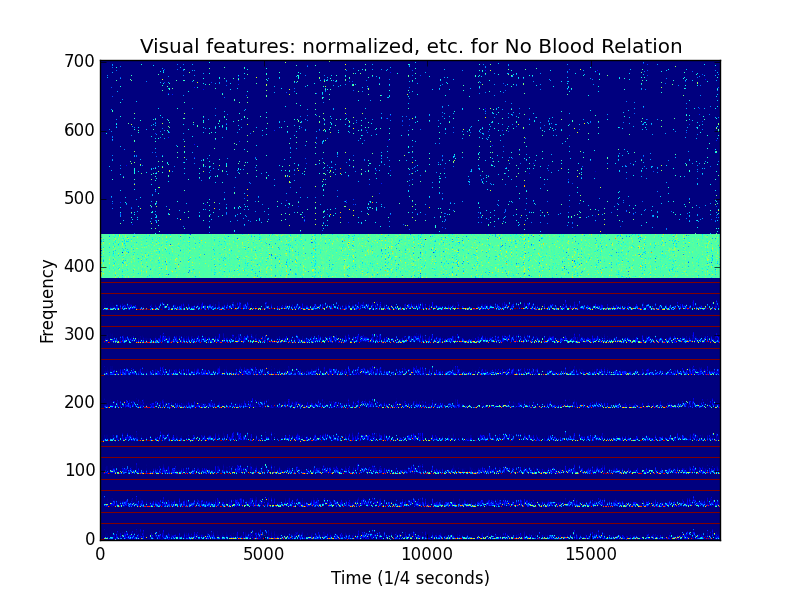 Visual features: normalized, etc. for No Blood Relation
700
600
500
400
300
200
100
0
Frequency
0 5000 10000 15000
Time (1/4 seconds)